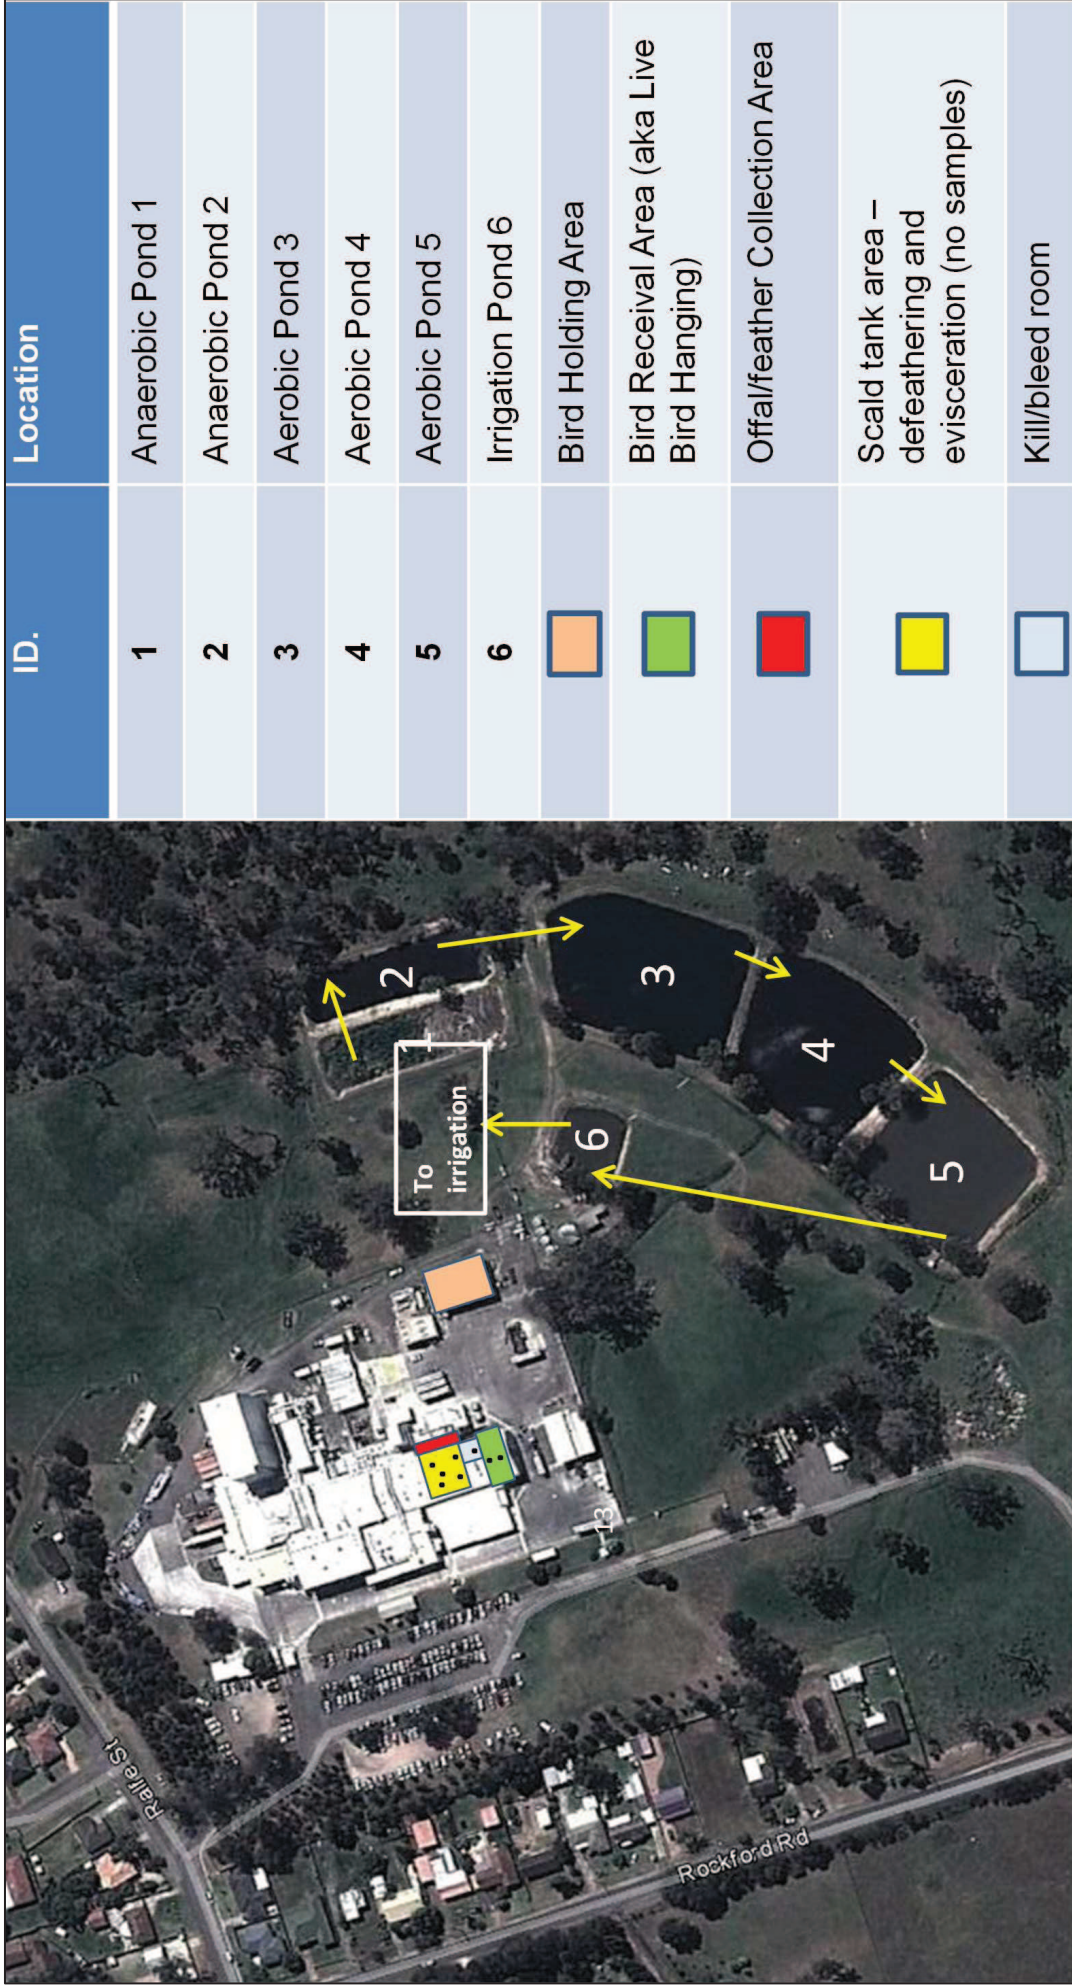 Ralfe St
Rockford Rd
13
To
irrigation
1
2
3
4
5
6
ID. Location
1 Anaerobic Pond 1
2 Anaerobic Pond 2
3 Aerobic Pond 3
4 Aerobic Pond 4
5 Aerobic Pond 5
6 Irrigation Pond 6
Bird Holding Area
Bird Receival Area (aka Live
Bird Hanging)
Offal/feather Collection Area
Scald tank area –
defeathering and
evisceration (no samples)
Kill/bleed room